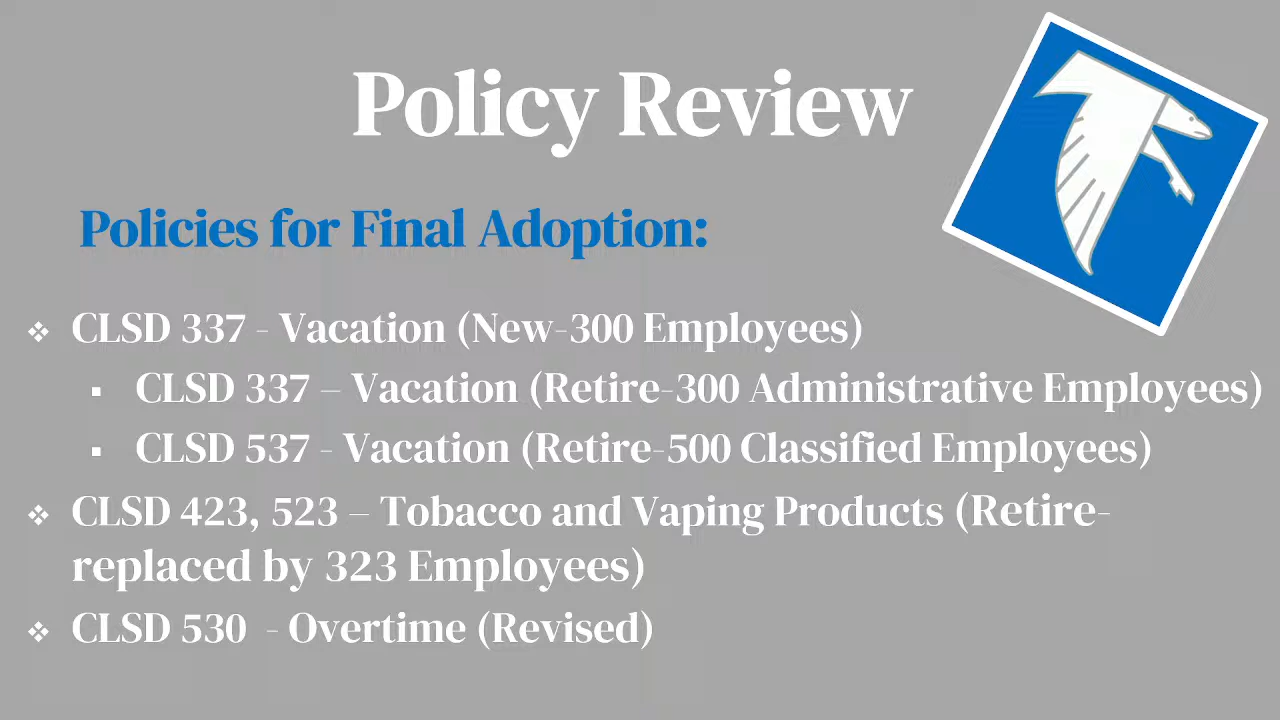 Policy Review
Policies for Final Adoption:
❖ CLSD 337 - Vacation (New-300 Employees)
▪ CLSD 337 – Vacation (Retire-300 Administrative Employees)
▪ CLSD 537 - Vacation (Retire-500 Classified Employees)
❖ CLSD 423, 523 – Tobacco and Vaping Products (Retire-
replaced by 323 Employees)
❖ CLSD 530  - Overtime (Revised)